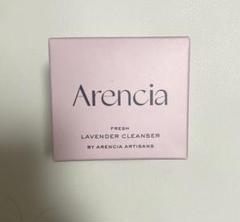 Arencia
FRESH
LAVENDER CLEANSER
BY ARENCIA ARTISANS